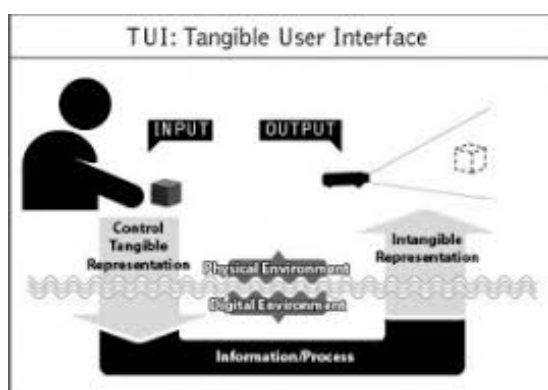 TUI: Tangible User Interface
INPUT
OUTPUT
Control
Tangible
Representation
Intangible
Representation
Physical Environment
Digital Environment
Information/Process